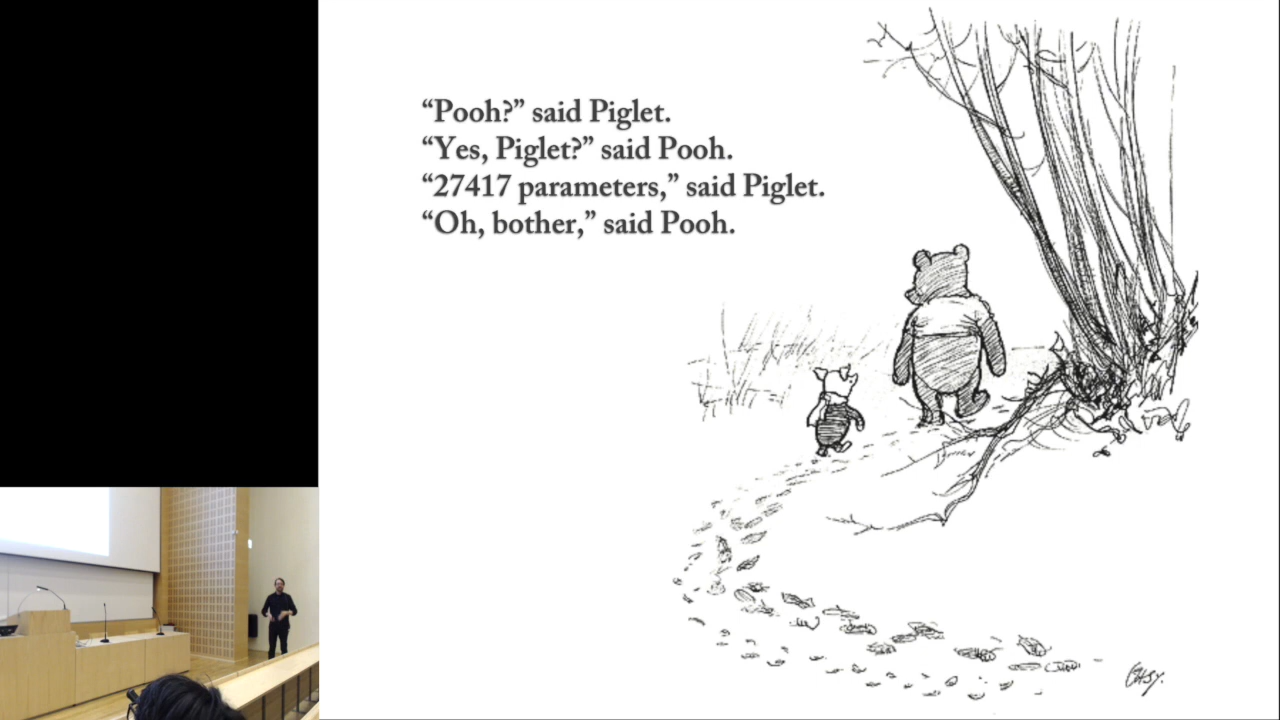 “Pooh?” said Piglet.
“Yes, Piglet?” said Pooh.
“27417 parameters,” said Piglet.
“Oh, bother,” said Pooh.